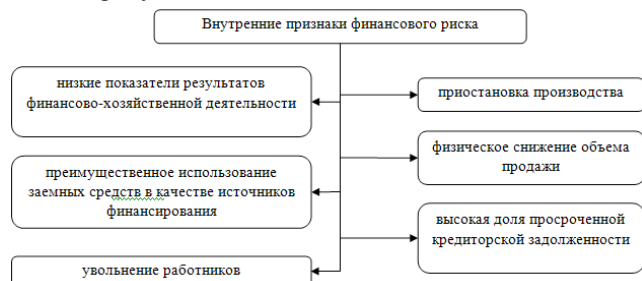 Внутренние признаки финансового риска
низкие показатели результатов
финансово-хозяйственной деятельности
приостановка производства
преимущественное использование
заемных средств в качестве источников
финансирования
физическое снижение объема
продажи
высокая доля просроченной
кредиторской задолженности
увольнение работников